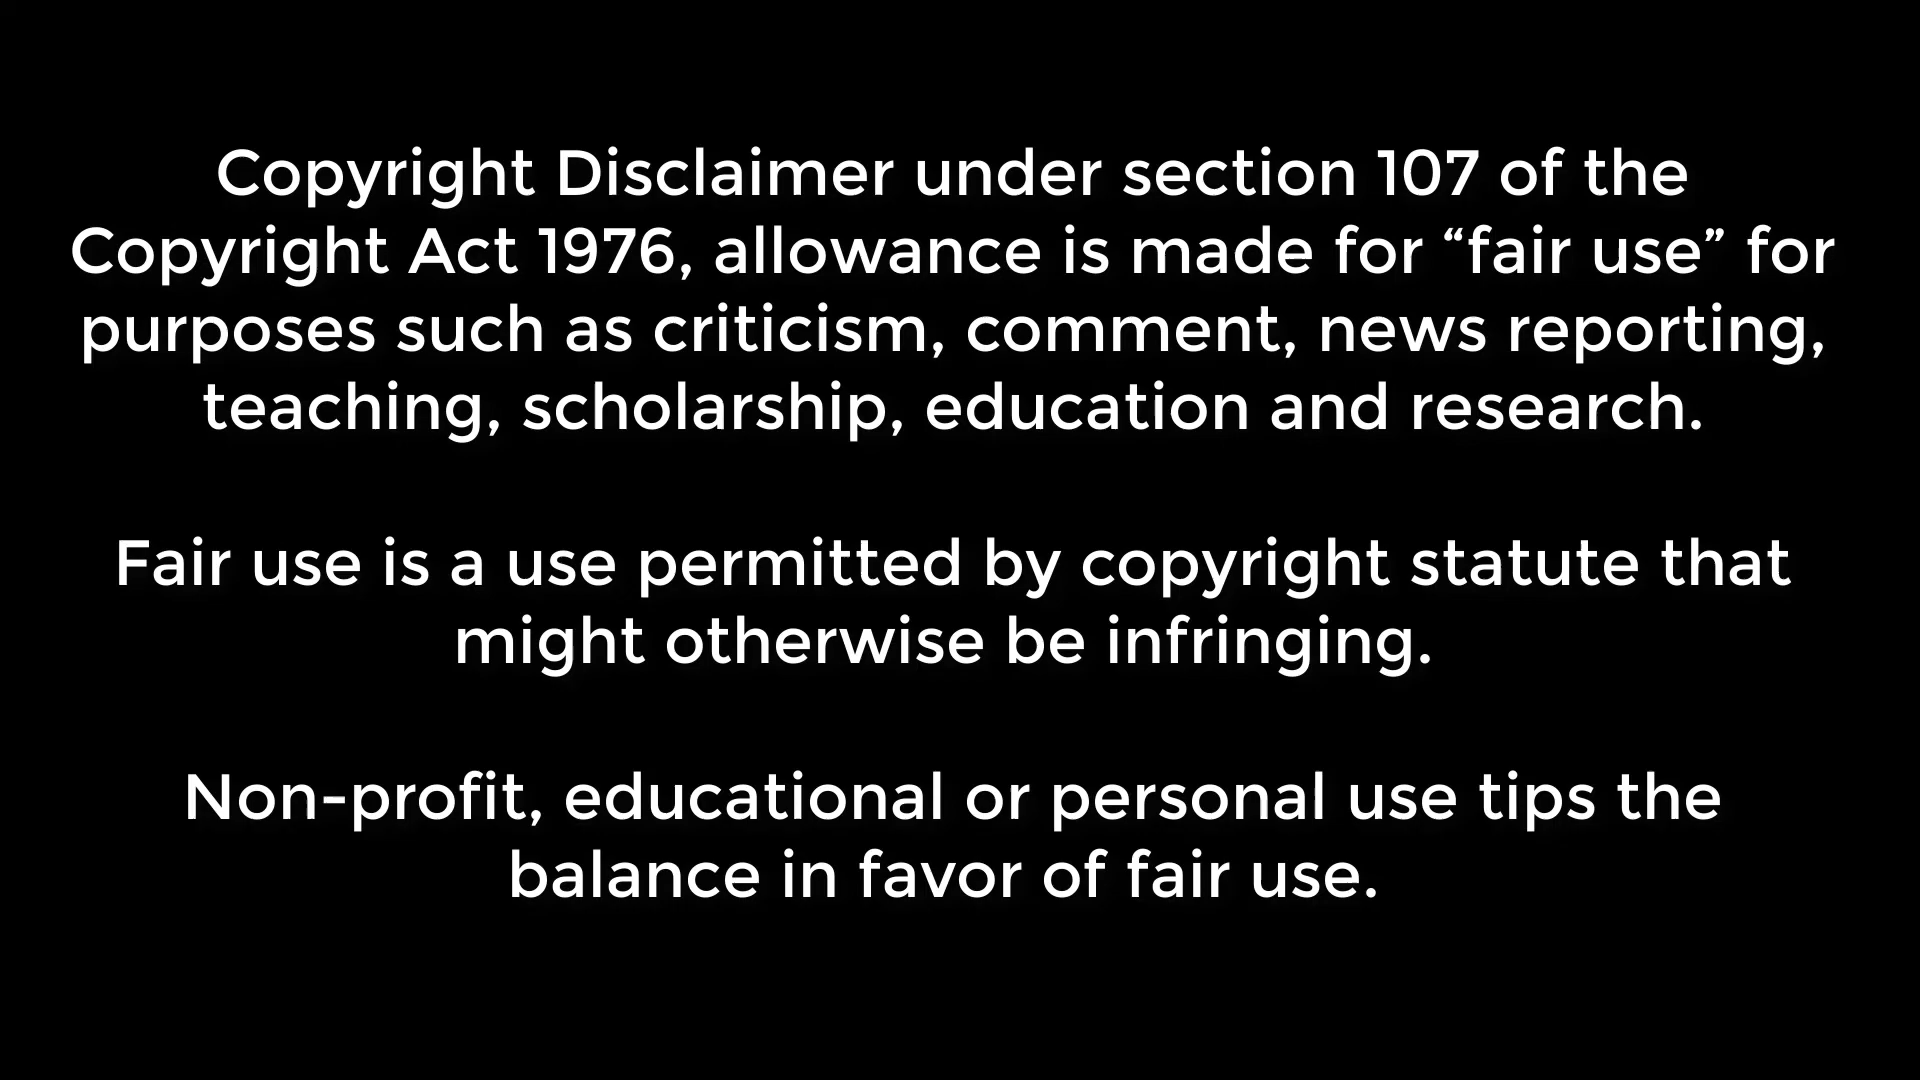 Copyright Disclaimer under section 107 of the
Copyright Act 1976, allowance is made for “fair use” for
purposes such as criticism, comment, news reporting,
teaching, scholarship, education and research.
Fair use is a use permitted by copyright statute that
might otherwise be infringing.
Non-profit, educational or personal use tips the
balance in favor of fair use.